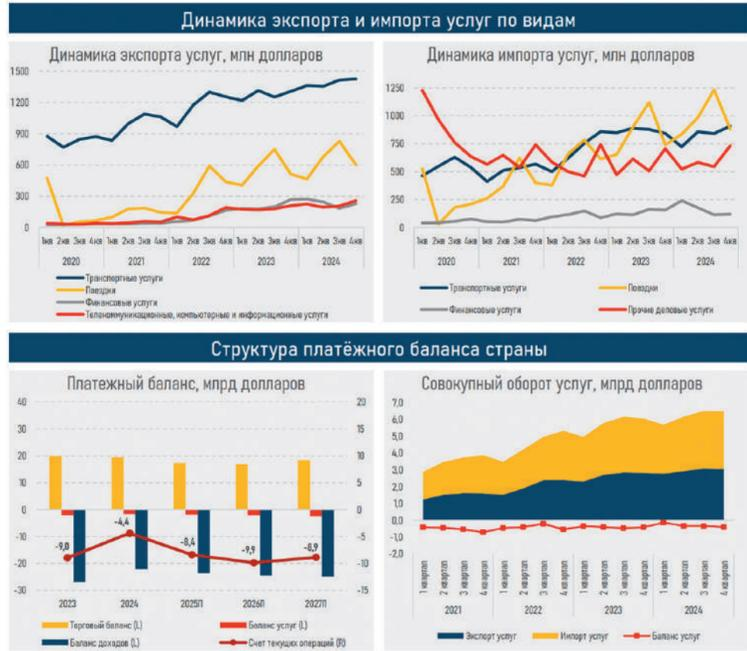 Динамика экспорта и импорта услуг по видам
Динамика экспорта услуг, млн долларов
1500
1200
900
600
300
0
1кв 2кв 3кв 4кв 1кв 2кв 3кв 4кв 1кв 2кв 3кв 4кв 1кв 2кв 3кв 4кв 1кв 2кв 3кв 4кв
2020 2021 2022 2023 2024
Транспортные услуги
Поездки
Финансовые услуги
Телекоммуникационные, компьютерные и информационные услуги
Динамика импорта услуг, млн долларов
1250
1000
750
500
250
0
1кв 2кв 3кв 4кв 1кв 2кв 3кв 4кв 1кв 2кв 3кв 4кв 1кв 2кв 3кв 4кв 1кв 2кв 3кв 4кв
2020 2021 2022 2023 2024
Транспортные услуги Поездки
Финансовые услуги Прочие деловые услуги
Структура платёжного баланса страны
Платежный баланс, млрд долларов
40 20
30 15
20 10
10 5
0 0
-10 -5
-20 -10
-30 -15
-9,0 -4,4 -8,4 -9,9 -8,9
2023 2024 2025П 2026П 2027П
Торговый баланс (L) Баланс услуг (L)
Баланс доходов (L) Счет текущих операций (R)
Совокупный оборот услуг, млрд долларов
7,0
6,0
5,0
4,0
3,0
2,0
1,0
0,0
-1,0
-2,0
1 квартал 2 квартал 3 квартал 4 квартал 1 квартал 2 квартал 3 квартал 4 квартал 1 квартал 2 квартал 3 квартал 4 квартал 1 квартал 2 квартал 3 квартал 4 квартал
2021 2022 2023 2024
Экспорт услуг Импорт услуг Баланс услуг